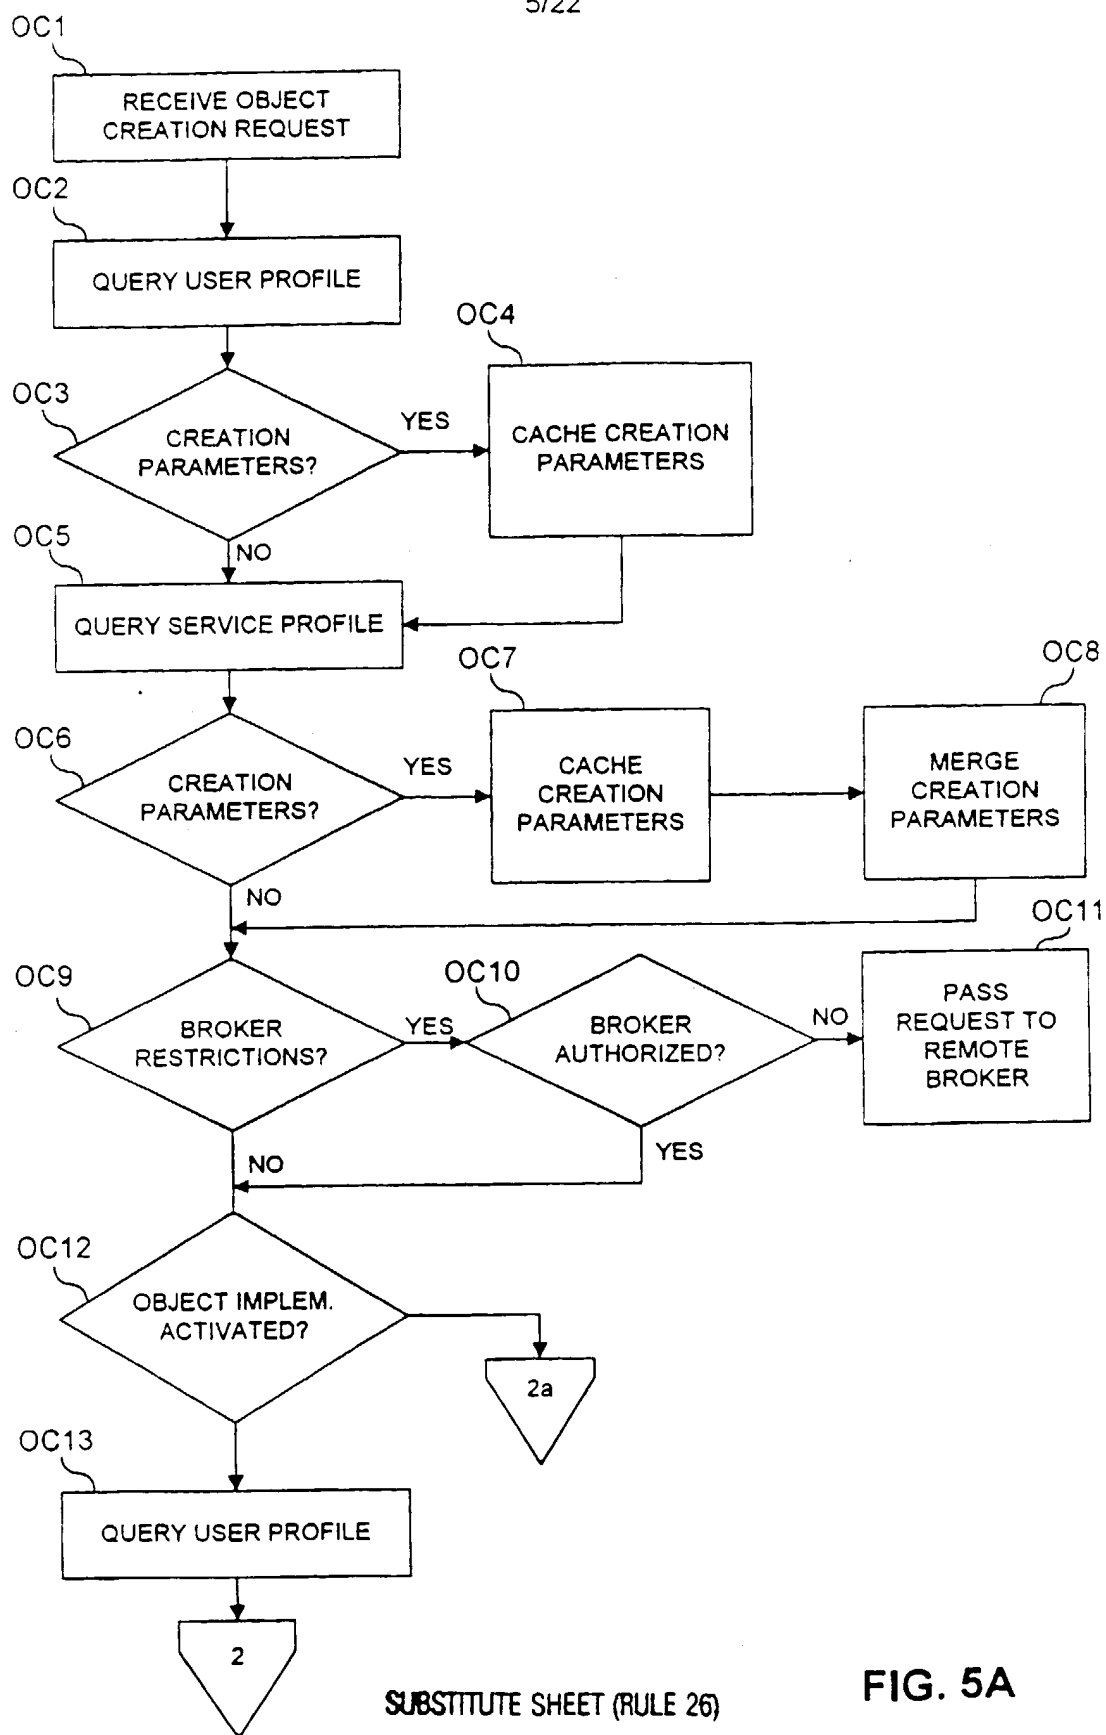 5/22
OC1
RECEIVE OBJECT
CREATION REQUEST
OC2
QUERY USER PROFILE
OC3
CREATION
PARAMETERS?
YES
OC4
CACHE CREATION
PARAMETERS
NO
OC5
QUERY SERVICE PROFILE
OC6
CREATION
PARAMETERS?
YES
OC7
CACHE
CREATION
PARAMETERS
OC8
MERGE
CREATION
PARAMETERS
NO
OC9
BROKER
RESTRICTIONS?
YES
OC10
BROKER
AUTHORIZED?
NO
OC11
PASS
REQUEST TO
REMOTE
BROKER
YES
NO
OC12
OBJECT IMPLEM.
ACTIVATED?
2a
OC13
QUERY USER PROFILE
2
SUBSTITUTE SHEET (RULE 26)
FIG. 5A